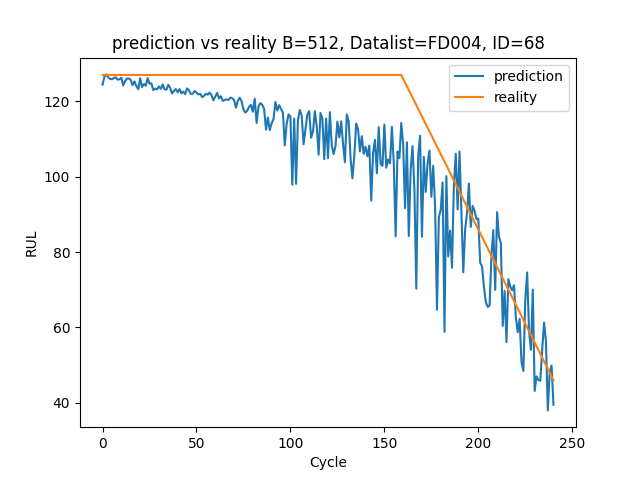 prediction vs reality B=512, Datalist=FD004, ID=68
prediction
reality
120
100
80
60
40
RUL
0
50
100
150
200
250
Cycle